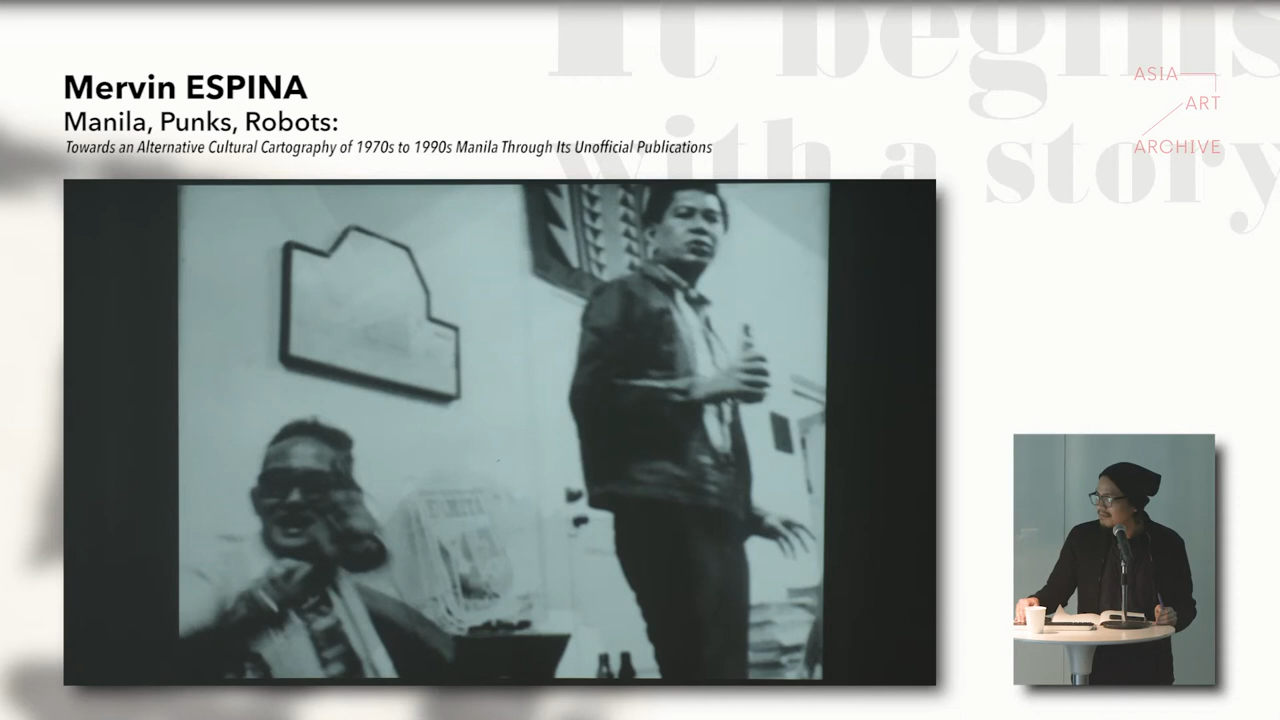 It begins
with a story
Mervin ESPINA
Manila, Punks, Robots:
Towards an Alternative Cultural Cartography of 1970s to 1990s Manila Through Its Unofficial Publications
ASIA
ART
ARCHIVE
ERMITA